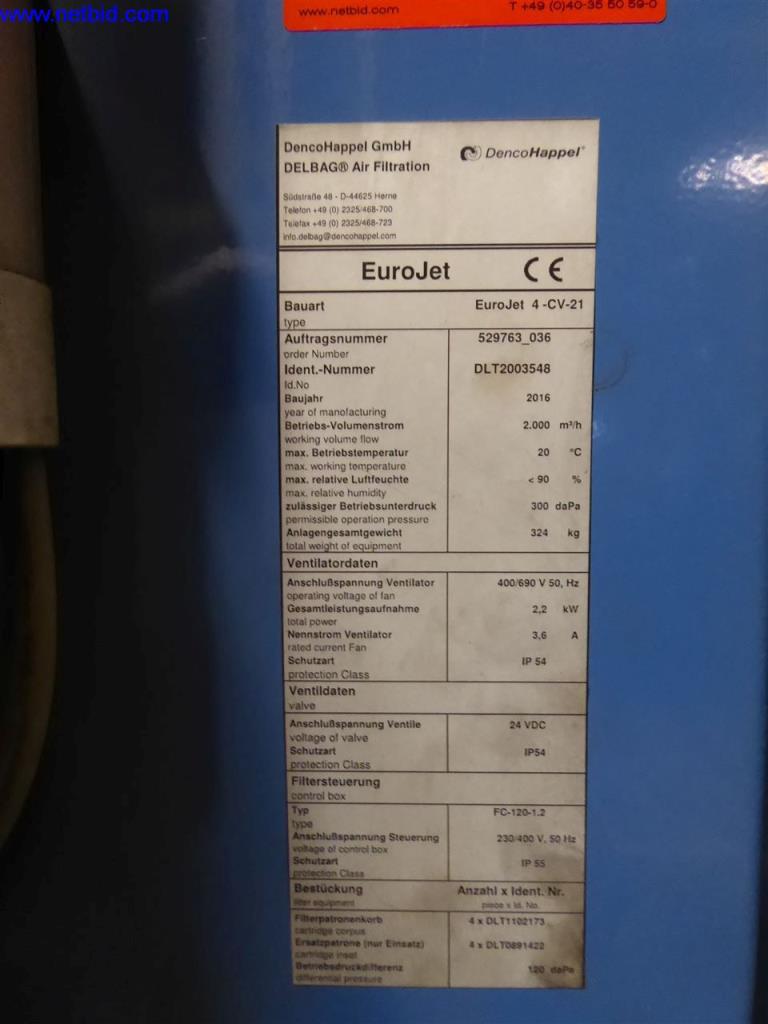 www.netbid.com
www.netbid.com T +49 (0)40-35 50 59-0
DencoHappel GmbH
DELBAG® Air Filtration
DencoHappel®
Südstraße 48 - D-44625 Herne
Telefon +49 (0) 2325/468-700
Telefax +49 (0) 2325/468-723
info.delbag@dencohappel.com
EuroJet CE
Bauart EuroJet 4 -CV-21
type
Auftragsnummer 529763_036
order Number
Ident.-Nummer DLT2003548
Id.No
Baujahr 2016
year of manofacturing
Betriebs-Volumenstrom 2.000 m³/h
working volume flow
max. Betriebstemperatur 20 °C
max. working temperature
max. relative Luftfeuchte < 90 %
max. relative humidity
zulässiger Betriebsunterdruck 300 daPa
permissible operation pressure
Anlagengesamtgewicht 324 kg
total weight of equipment
Ventilatordaten
Anschlußspannung Ventilator 400/690 V 50, Hz
operating voltage of fan
Gesamtleistungsaufnahme 2,2 kW
total power
Nennstrom Ventilator 3,6 A
rated current Fan
Schutzart IP 54
protection Class
Ventildaten
valve
Anschlußspannung Ventile 24 VDC
voltage of valve
Schutzart IP54
protection Class
Filtersteuerung
control box
Typ FC-120-1.2
type
Anschlußspannung Steuerung 230/400 V, 50 Hz
voltage of control box
Schutzart IP 55
protection Class
Bestückung Anzahl x Ident. Nr.
filter equipment piece x Id. No.
Filterpatronenkorb 4 x DLT1102173
cartridge corpus
Ersatzpatrone (nur Einsatz) 4 x DLT0891422
cartridge inset
Betriebsdruckdifferenz 120 daPa
differential pressure